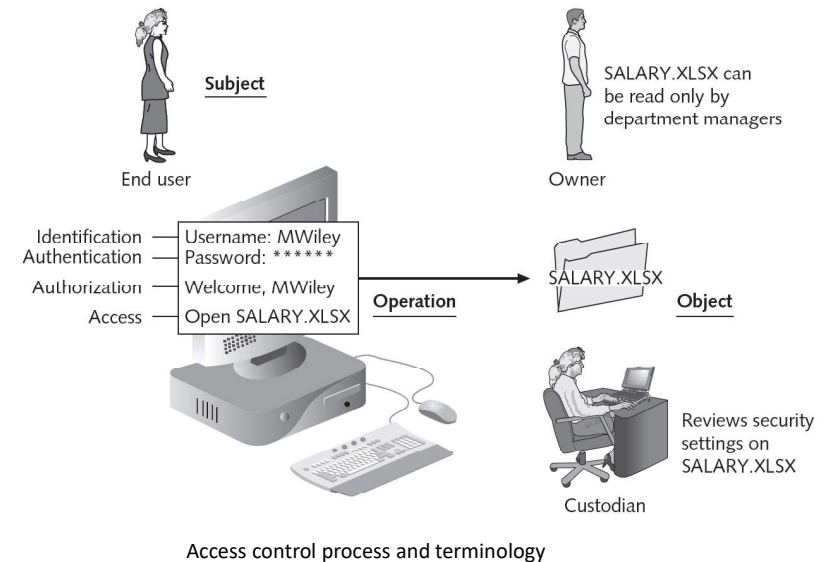 Subject
SALARY.XLSX can
be read only by
department managers
End user
Owner
Identification
Username: MWiley
Authentication
Password: ******
Authorization
Welcome, MWiley
Access
Open SALARY.XLSX
Operation
SALARY.XLSX
Object
Reviews security
settings on
SALARY.XLSX
Custodian
Access control process and terminology